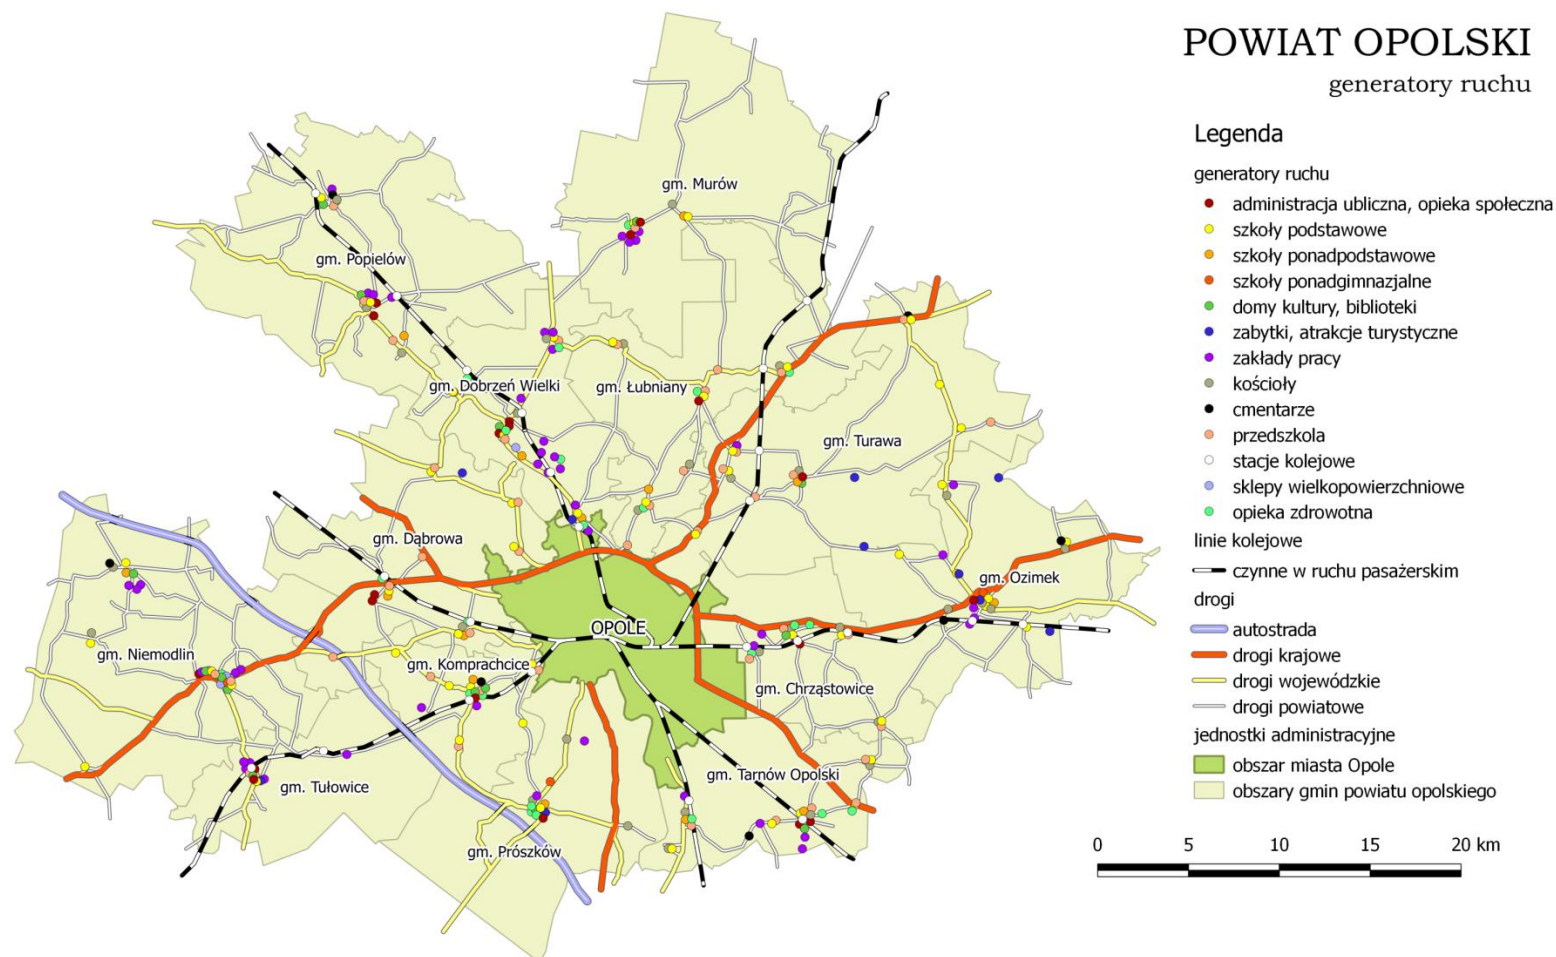 POWIAT OPOLSKI
generatory ruchu
Legenda
generatory ruchu
administracja ubliczna, opieka społeczna
szkoły podstawowe
szkoły ponadpodstawowe
szkoły ponadgimnazjalne
domy kultury, biblioteki
zabytki, atrakcje turystyczne
zakłady pracy
kościoły
cmentarze
przedszkola
stacje kolejowe
sklepy wielkopowierzchniowe
opieka zdrowotna
linie kolejowe
czynne w ruchu pasażerskim
drogi
autostrada
drogi krajowe
drogi wojewódzkie
drogi powiatowe
jednostki administracyjne
obszar miasta Opole
obszary gmin powiatu opolskiego
0 5 10 15 20 km
gm. Murów
gm. Popielów
gm. Dobrzeń Wielki
gm. Łubniany
gm. Turawa
gm. Dąbrowa
gm. Ozimek
OPOLE
gm. Niemodlin
gm. Komprachcice
gm. Chrząstowice
gm. Tarnów Opolski
gm. Tułowice
gm. Prószków